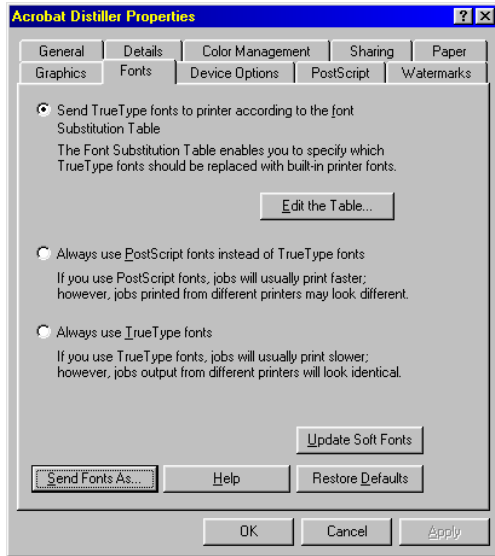 Acrobat Distiller Properties
General Details Color Management Sharing Paper
Graphics Fonts Device Options PostScript Watermarks
Send TrueType fonts to printer according to the font
Substitution Table
The Font Substitution Table enables you to specify which
TrueType fonts should be replaced with built-in printer fonts.
Edit the Table...
Always use PostScript fonts instead of TrueType fonts
If you use PostScript fonts, jobs will usually print faster;
however, jobs printed from different printers may look different.
Always use TrueType fonts
If you use TrueType fonts, jobs will usually print slower;
however, jobs output from different printers will look identical.
Update Soft Fonts
Send Fonts As... Help Restore Defaults
OK Cancel Apply